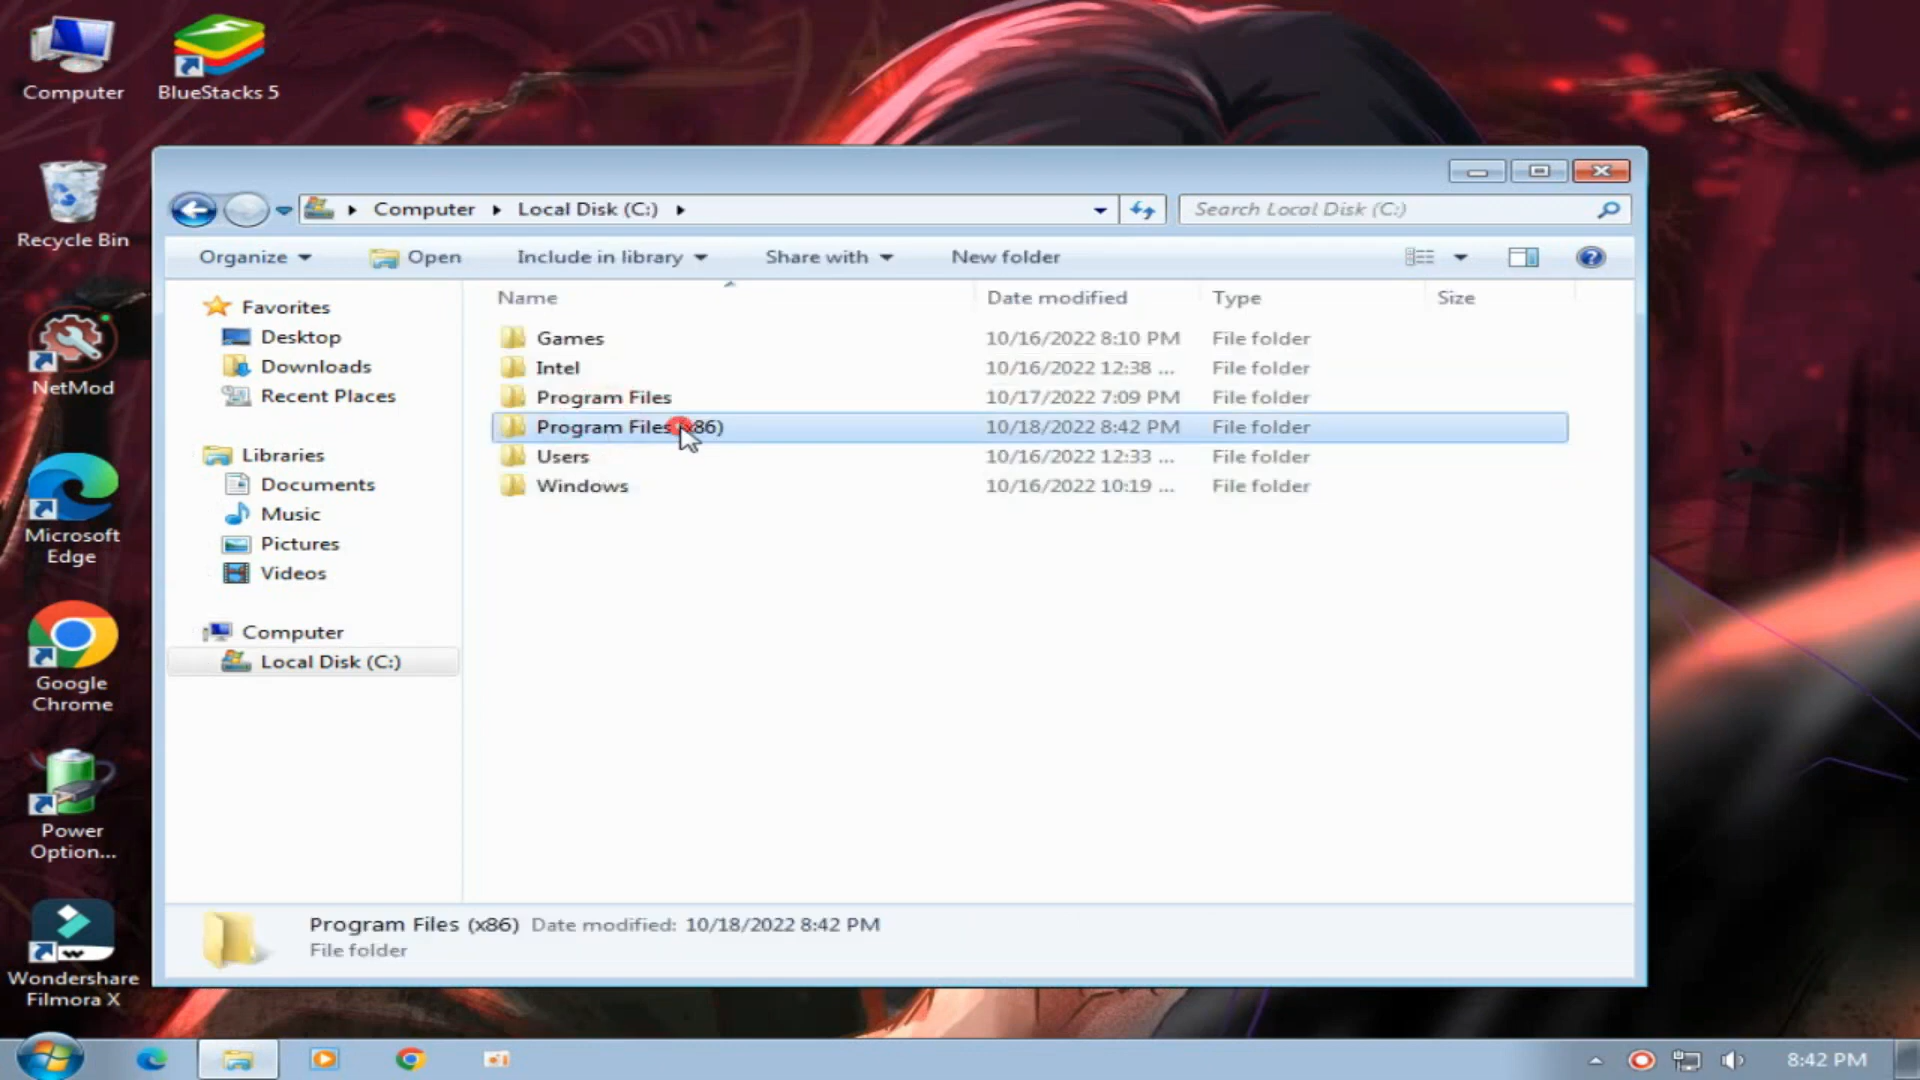 Computer
BlueStacks 5
Recycle Bin
NetMod
Microsoft
Edge
Google
Chrome
Power
Option...
Wondershare
Filmora X
Computer
Local Disk (C:)
Search Local Disk (C:)
Organize
Open
Include in library
Share with
New folder
Favorites
Desktop
Downloads
Recent Places
Libraries
Documents
Music
Pictures
Videos
Computer
Local Disk (C:)
Name Date modified Type Size
Games 10/16/2022 8:10 PM File folder
Intel 10/16/2022 12:38 ... File folder
Program Files 10/17/2022 7:09 PM File folder
Program Files (x86) 10/18/2022 8:42 PM File folder
Users 10/16/2022 12:33 ... File folder
Windows 10/16/2022 10:19 ... File folder
Program Files (x86) Date modified: 10/18/2022 8:42 PM
File folder
8:42 PM